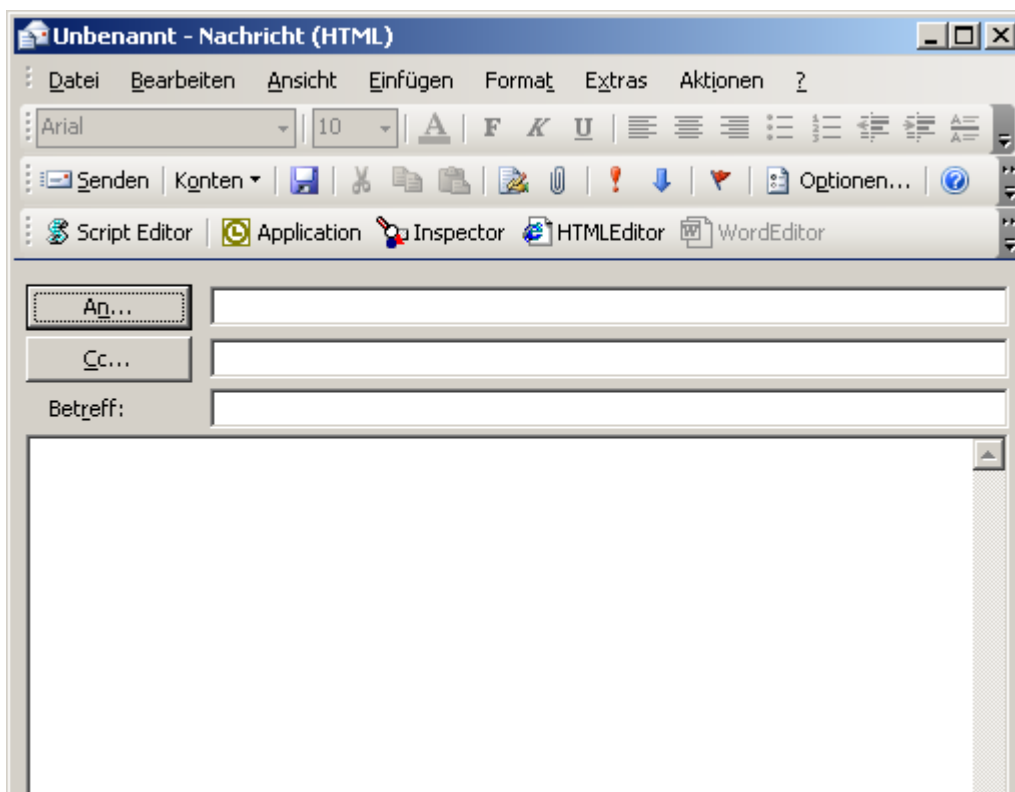 Unbenannt - Nachricht (HTML)
Datei Bearbeiten Ansicht Einfügen Format Extras Aktionen ?
Arial 10 A F K U
Senden Konten Optionen...
Script Editor Application Inspector HTMLEditor WordEditor
An...
Cc...
Betreff: